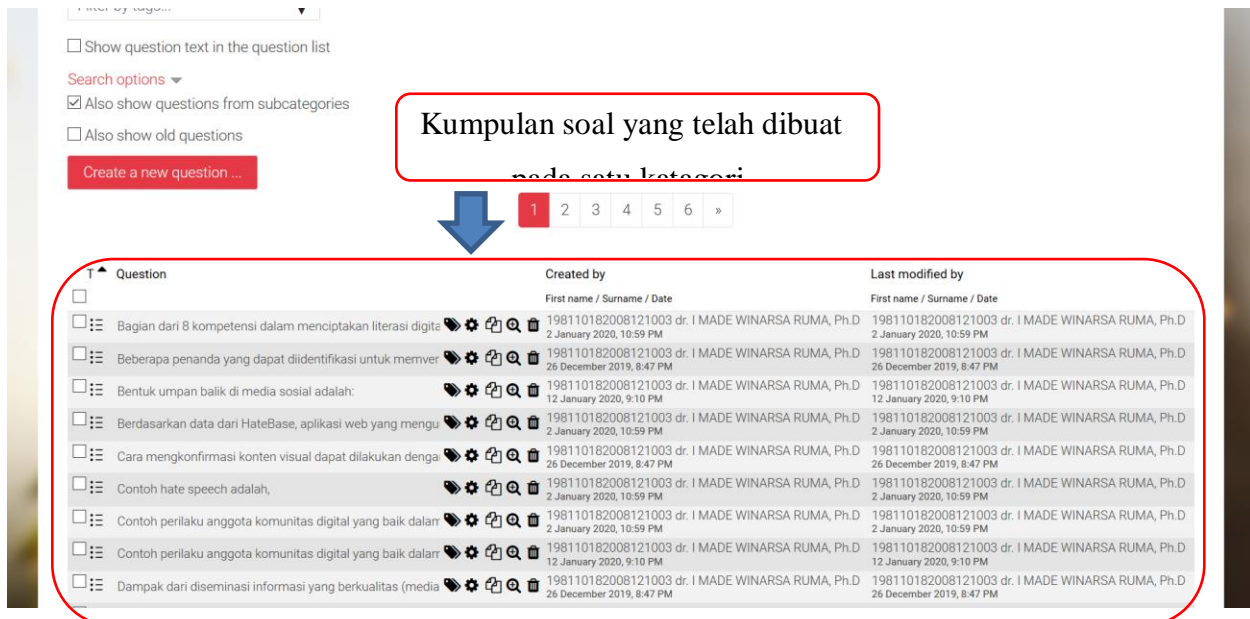 Filter by tags...
Show question text in the question list
Search options
Also show questions from subcategories
Also show old questions
Create a new question ...
Kumpulan soal yang telah dibuat
pada satu katagori
1 2 3 4 5 6 »
T Question Created by Last modified by
First name / Surname / Date First name / Surname / Date
Bagian dari 8 kompetensi dalam menciptakan literasi digita 198110182008121003 dr. I MADE WINARSA RUMA, Ph.D 198110182008121003 dr. I MADE WINARSA RUMA, Ph.D
2 January 2020, 10:59 PM 2 January 2020, 10:59 PM
Beberapa penanda yang dapat diidentifikasi untuk memver 198110182008121003 dr. I MADE WINARSA RUMA, Ph.D 198110182008121003 dr. I MADE WINARSA RUMA, Ph.D
26 December 2019, 8:47 PM 26 December 2019, 8:47 PM
Bentuk umpan balik di media sosial adalah: 198110182008121003 dr. I MADE WINARSA RUMA, Ph.D 198110182008121003 dr. I MADE WINARSA RUMA, Ph.D
12 January 2020, 9:10 PM 12 January 2020, 9:10 PM
Berdasarkan data dari HateBase, aplikasi web yang mengu 198110182008121003 dr. I MADE WINARSA RUMA, Ph.D 198110182008121003 dr. I MADE WINARSA RUMA, Ph.D
2 January 2020, 10:59 PM 2 January 2020, 10:59 PM
Cara mengkonfirmasi konten visual dapat dilakukan denga 198110182008121003 dr. I MADE WINARSA RUMA, Ph.D 198110182008121003 dr. I MADE WINARSA RUMA, Ph.D
26 December 2019, 8:47 PM 26 December 2019, 8:47 PM
Contoh hate speech adalah, 198110182008121003 dr. I MADE WINARSA RUMA, Ph.D 198110182008121003 dr. I MADE WINARSA RUMA, Ph.D
2 January 2020, 10:59 PM 2 January 2020, 10:59 PM
Contoh perilaku anggota komunitas digital yang baik dalam 198110182008121003 dr. I MADE WINARSA RUMA, Ph.D 198110182008121003 dr. I MADE WINARSA RUMA, Ph.D
2 January 2020, 10:59 PM 2 January 2020, 10:59 PM
Contoh perilaku anggota komunitas digital yang baik dalam 198110182008121003 dr. I MADE WINARSA RUMA, Ph.D 198110182008121003 dr. I MADE WINARSA RUMA, Ph.D
12 January 2020, 9:10 PM 12 January 2020, 9:10 PM
Dampak dari diseminasi informasi yang berkualitas (media 198110182008121003 dr. I MADE WINARSA RUMA, Ph.D 198110182008121003 dr. I MADE WINARSA RUMA, Ph.D
26 December 2019, 8:47 PM 26 December 2019, 8:47 PM